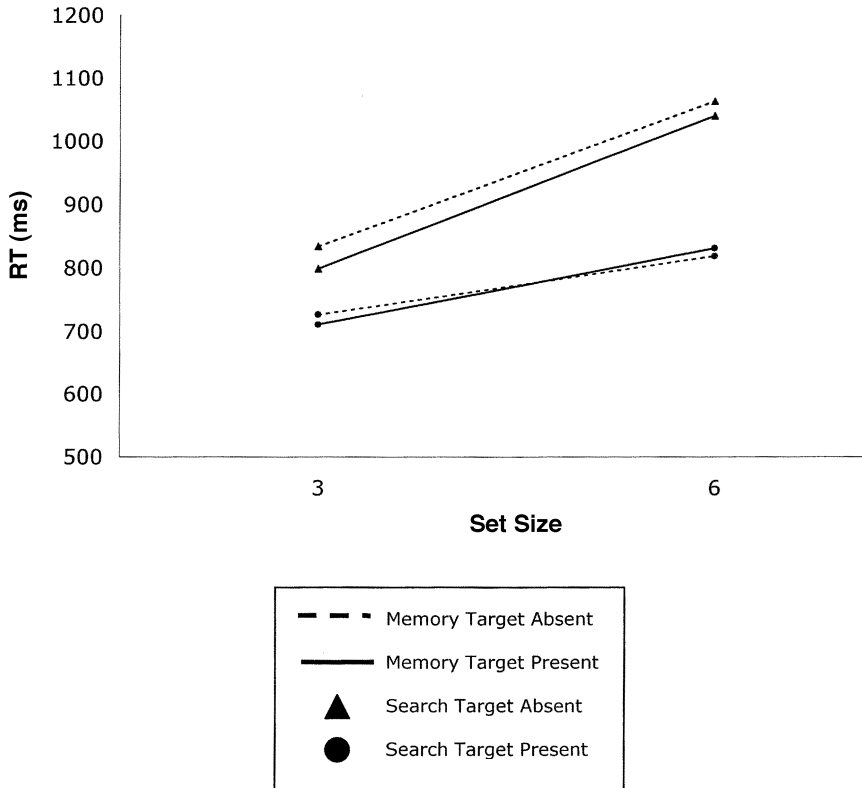 1200
1100
1000
900
800
700
600
500
RT (ms)
3 6
Set Size
Memory Target Absent
Memory Target Present
Search Target Absent
Search Target Present